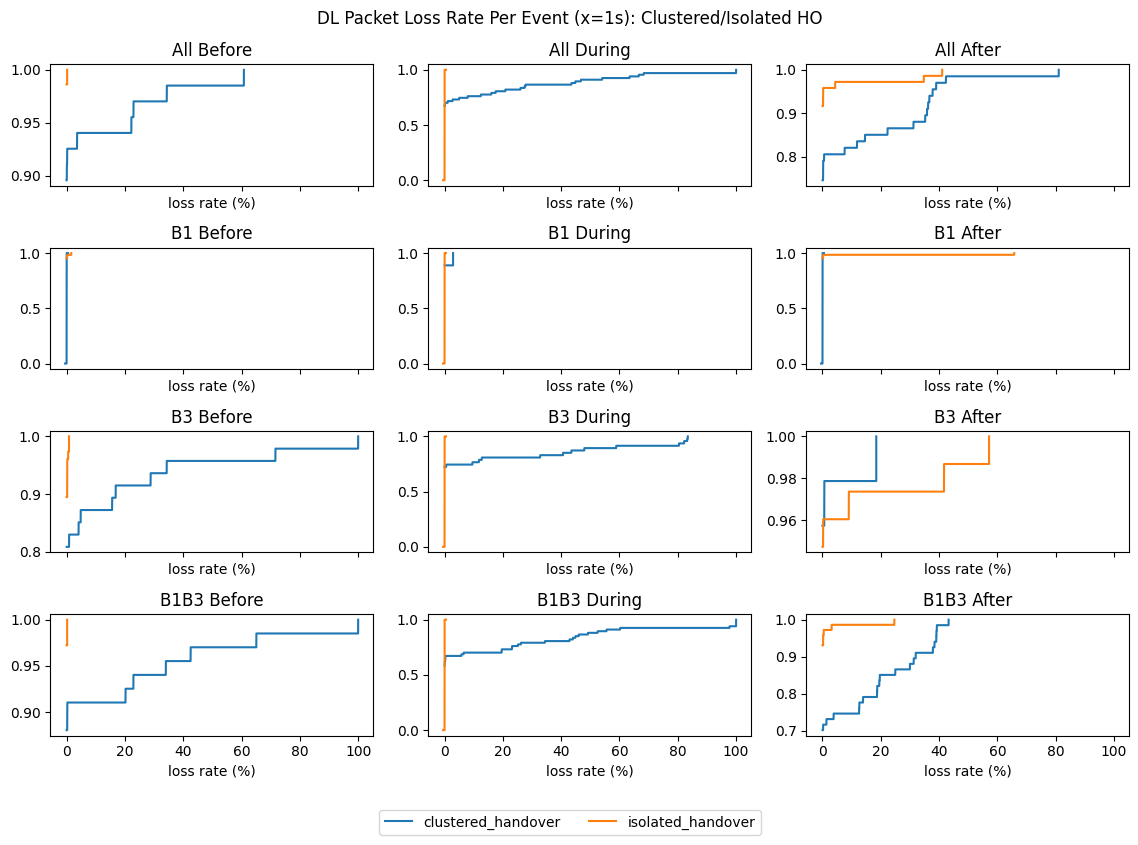 DL Packet Loss Rate Per Event (x=1s): Clustered/Isolated HO
All Before
All During
All After
1.00
0.95
0.90
1.0
0.5
0.0
1.0
0.8
loss rate (%)
loss rate (%)
loss rate (%)
B1 Before
B1 During
B1 After
1.0
0.5
0.0
1.0
0.5
0.0
1.0
0.5
0.0
loss rate (%)
loss rate (%)
loss rate (%)
B3 Before
B3 During
B3 After
1.0
0.9
0.8
1.0
0.5
0.0
1.00
0.98
0.96
loss rate (%)
loss rate (%)
loss rate (%)
B1B3 Before
B1B3 During
B1B3 After
1.00
0.95
0.90
1.0
0.5
0.0
1.0
0.9
0.8
0.7
0 20 40 60 80 100
0 20 40 60 80 100
0 20 40 60 80 100
loss rate (%)
loss rate (%)
loss rate (%)
clustered_handover
isolated_handover